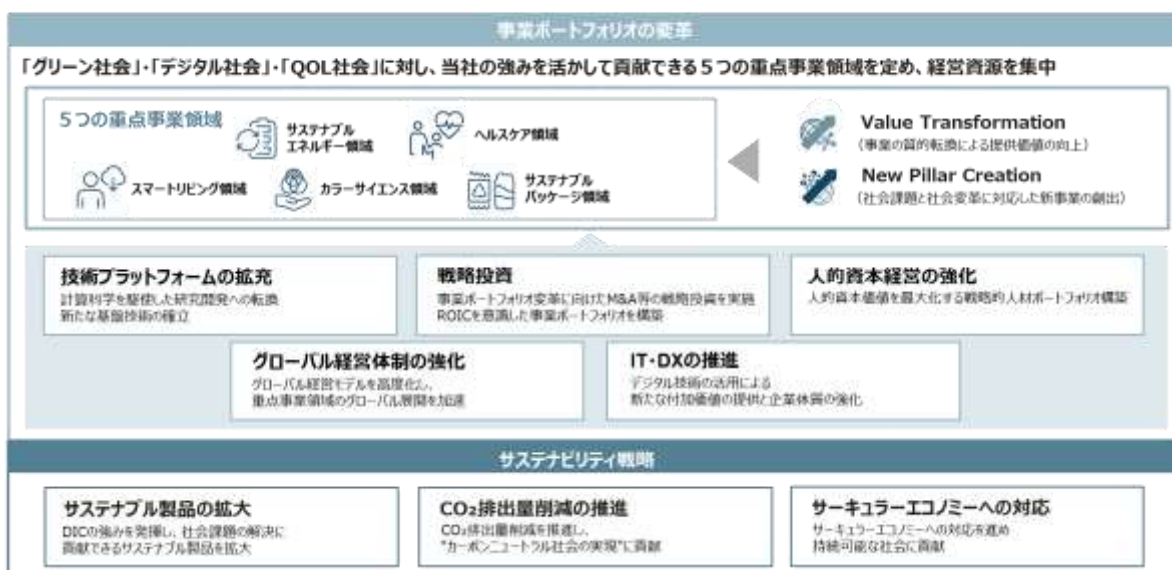 事業ポートフォリオの変革
「グリーン社会」・「デジタル社会」・「QOL社会」に対し、当社の強みを活かして貢献できる５つの重点事業領域を定め、経営資源を集中
５つの重点事業領域
サステナブル
エネルギー領域
ヘルスケア領域
スマートリビング領域
カラーサイエンス領域
サステナブル
パッケージ領域
Value Transformation
（事業の質的転換による提供価値の向上）
New Pillar Creation
（社会課題と社会変革に対応した新事業の創出）
技術プラットフォームの拡充
計算科学を駆使した研究開発への転換
新たな基盤技術の確立
戦略投資
事業ポートフォリオ変革に向けたM&A等の戦略投資を実施
ROICを意識した事業ポートフォリオを構築
人的資本経営の強化
人的資本価値を最大化する戦略的人材ポートフォリオ構築
グローバル経営体制の強化
グローバル経営モデルを高度化し、
重点事業領域のグローバル展開を加速
IT・DXの推進
デジタル技術の活用による
新たな付加価値の提供と企業体質の強化
サステナビリティ戦略
サステナブル製品の拡大
DICの強みを発揮し、社会課題の解決に
貢献できるサステナブル製品を拡大
CO₂排出量削減の推進
CO₂排出量削減を推進し、
"カーボンニュートラル社会の実現"に貢献
サーキュラーエコノミーへの対応
サーキュラーエコノミーへの対応を進め
持続可能な社会に貢献